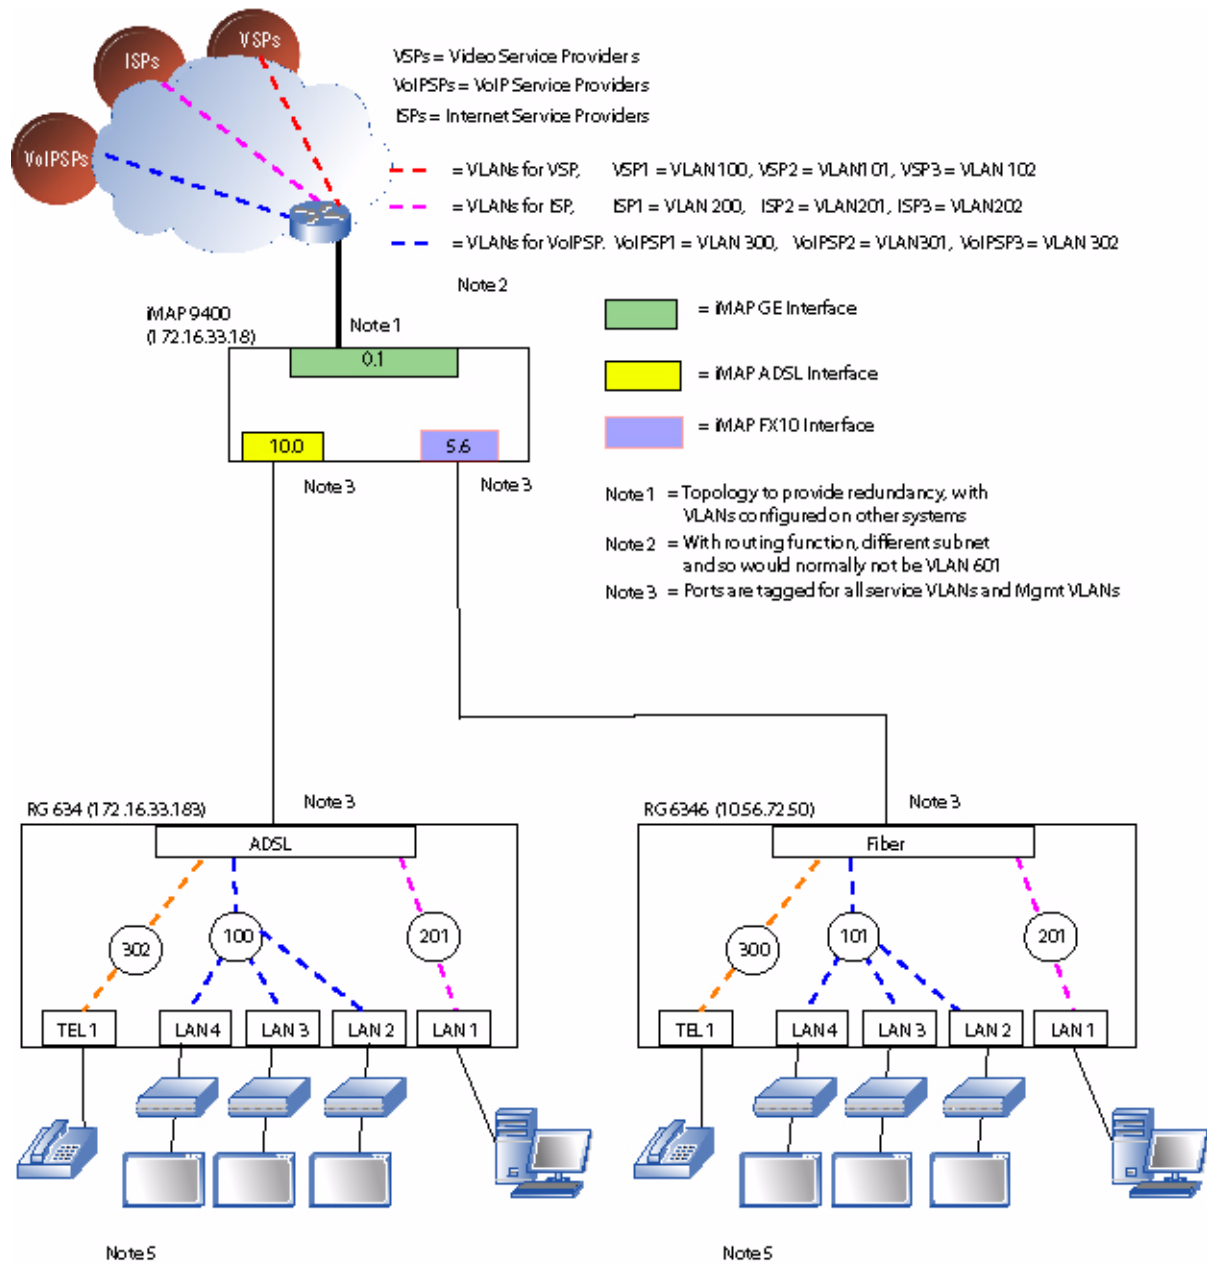 VSPs
ISPs
VoIPSPs
VSPs = Video Service Providers
VoIPSPs = VoIP Service Providers
ISPs = Internet Service Providers
= VLANs for VSP, VSP1 = VLAN 100, VSP2 = VLAN101, VSP3 = VLAN 102
= VLANs for ISP, ISP1 = VLAN 200, ISP2 = VLAN201, ISP3 = VLAN202
= VLANs for VoIPSP. VoIPSP1 = VLAN 300, VoIPSP2 = VLAN301, VoIPSP3 = VLAN 302
Note 2
iMAP 9400
(172.16.33.18)
Note 1
0.1
10.0
5.6
Note 3
Note 3
= iMAP GE Interface
= iMAP ADSL Interface
= iMAP FX10 Interface
Note 1 = Topology to provide redundancy, with
VLANs configured on other systems
Note 2 = With routing function, different subnet
and so would normally not be VLAN 601
Note 3 = Ports are tagged for all service VLANs and Mgmt VLANs
RG 634 (172.16.33.183)
Note 3
ADSL
302
100
201
TEL 1
LAN 4
LAN 3
LAN 2
LAN 1
Note 5
RG 6346 (10.56.72.50)
Note 3
Fiber
300
101
201
TEL 1
LAN 4
LAN 3
LAN 2
LAN 1
Note 5